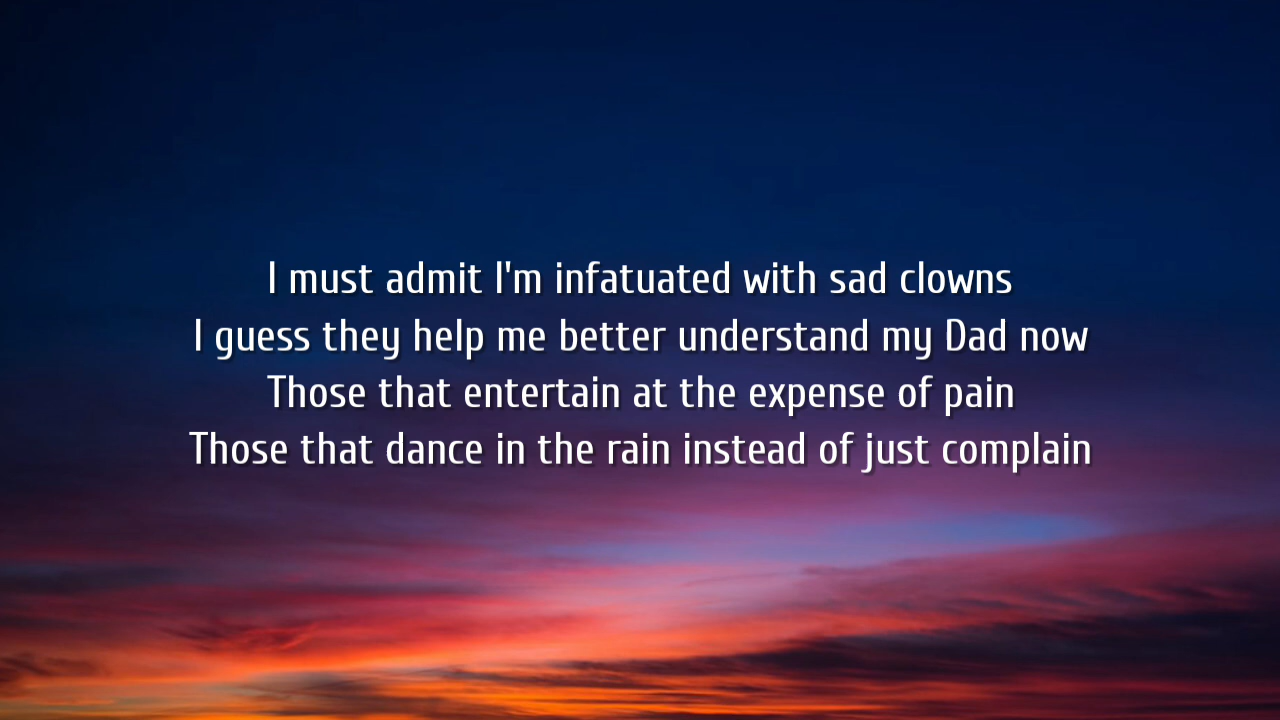 I must admit I'm infatuated with sad clowns
I guess they help me better understand my Dad now
Those that entertain at the expense of pain
Those that dance in the rain instead of just complain